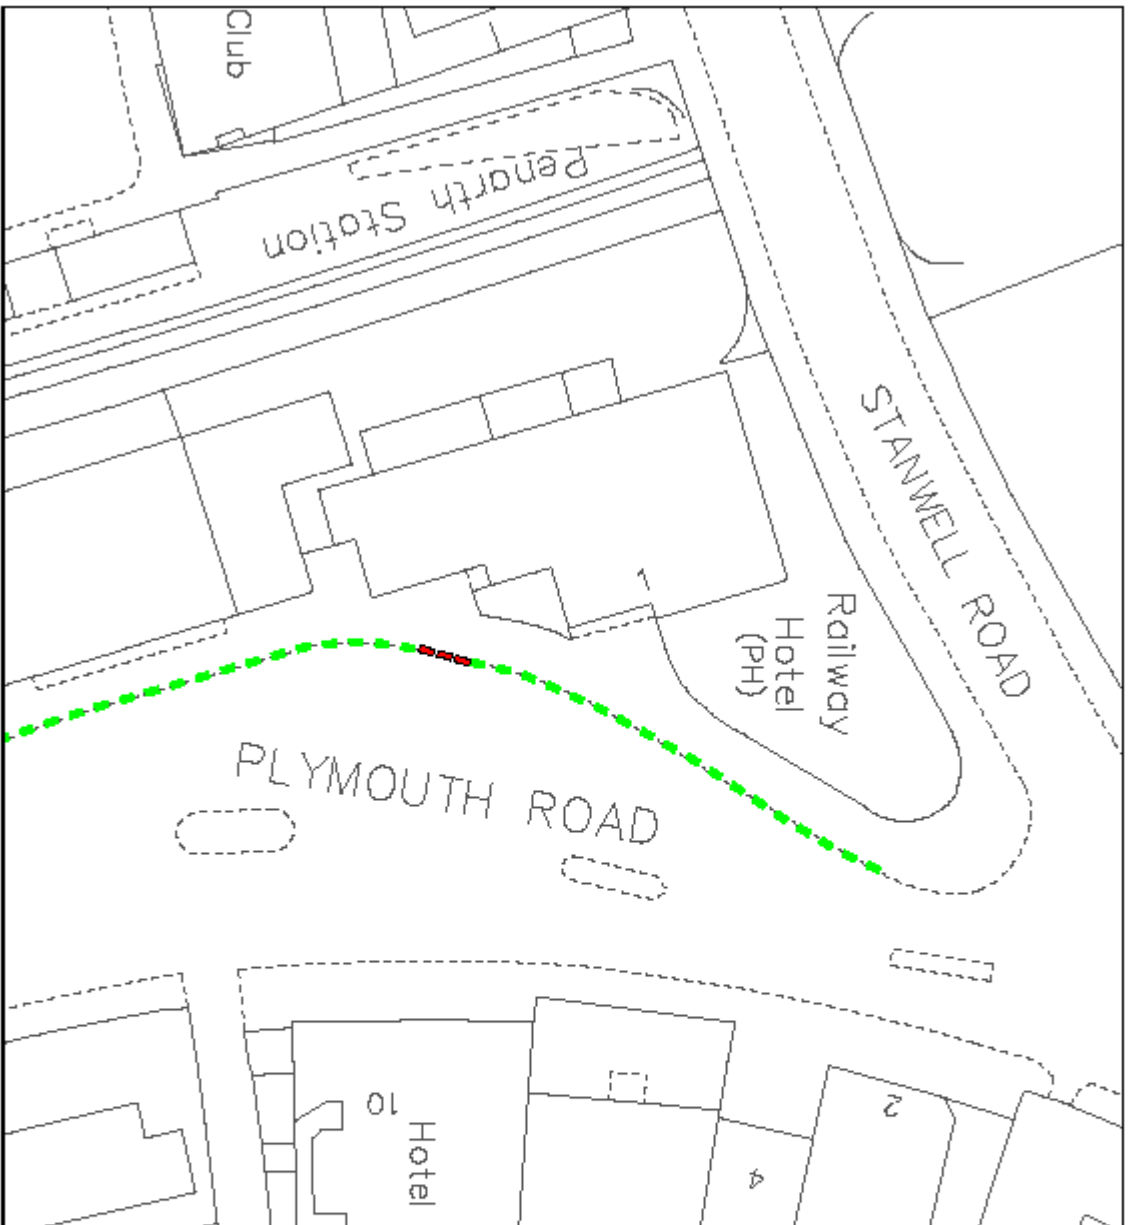 Club
Penarth Station
STANWELL ROAD
Railway
Hotel
(PH)
PLYMOUTH ROAD
10
Hotel
2
4